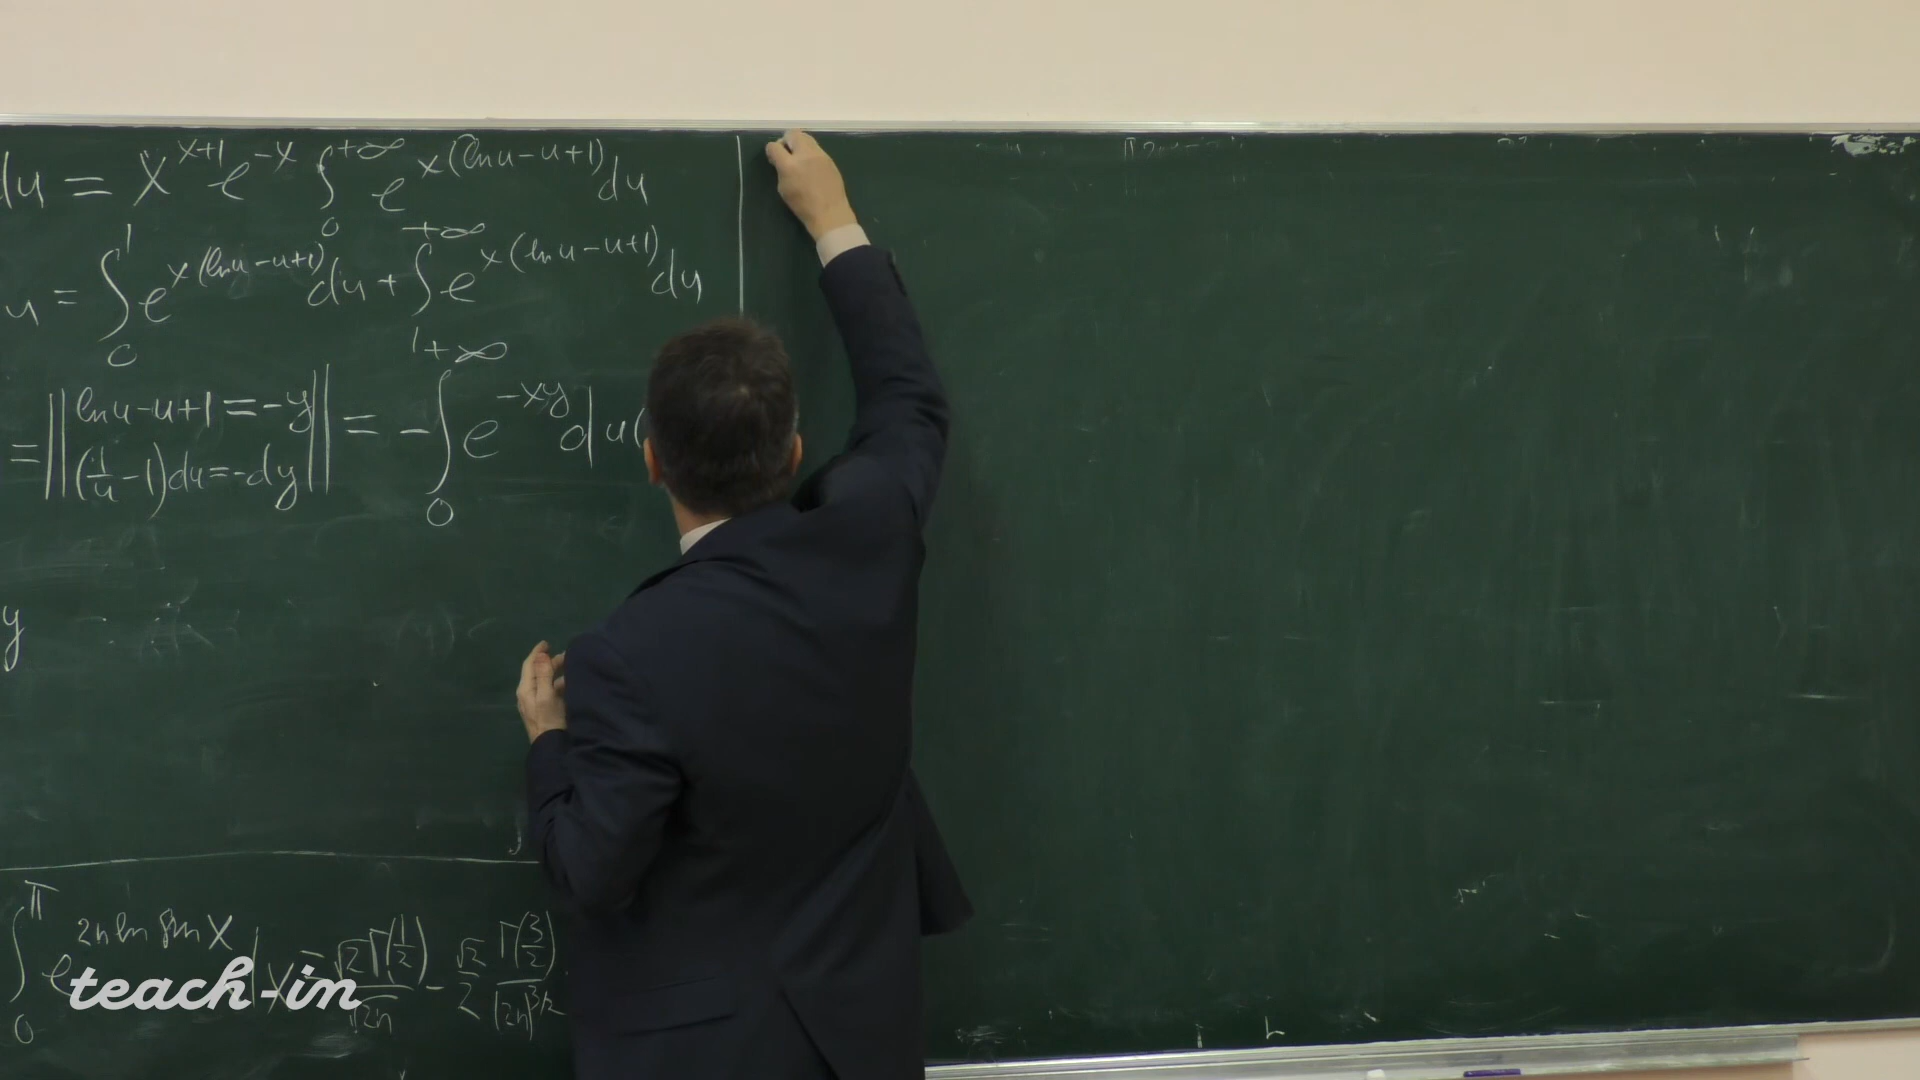 du = x^{x+1} e^{-x} ∫_0^{+∞} e^{x(ln u - u + 1)} du
u = ∫_0^1 e^{x(ln u - u + 1)} du + ∫_1^{+∞} e^{x(ln u - u + 1)} du
= || ln u - u + 1 = -y || = -∫_0^{+∞} e^{-xy} du(
(1/u - 1) du = -dy
y
∫_0^π e^{2n ln sin x} dx = √2 Γ(1/2) / √2n - √2/2 Γ(3/2) / (2n)^{3/2}
teach-in